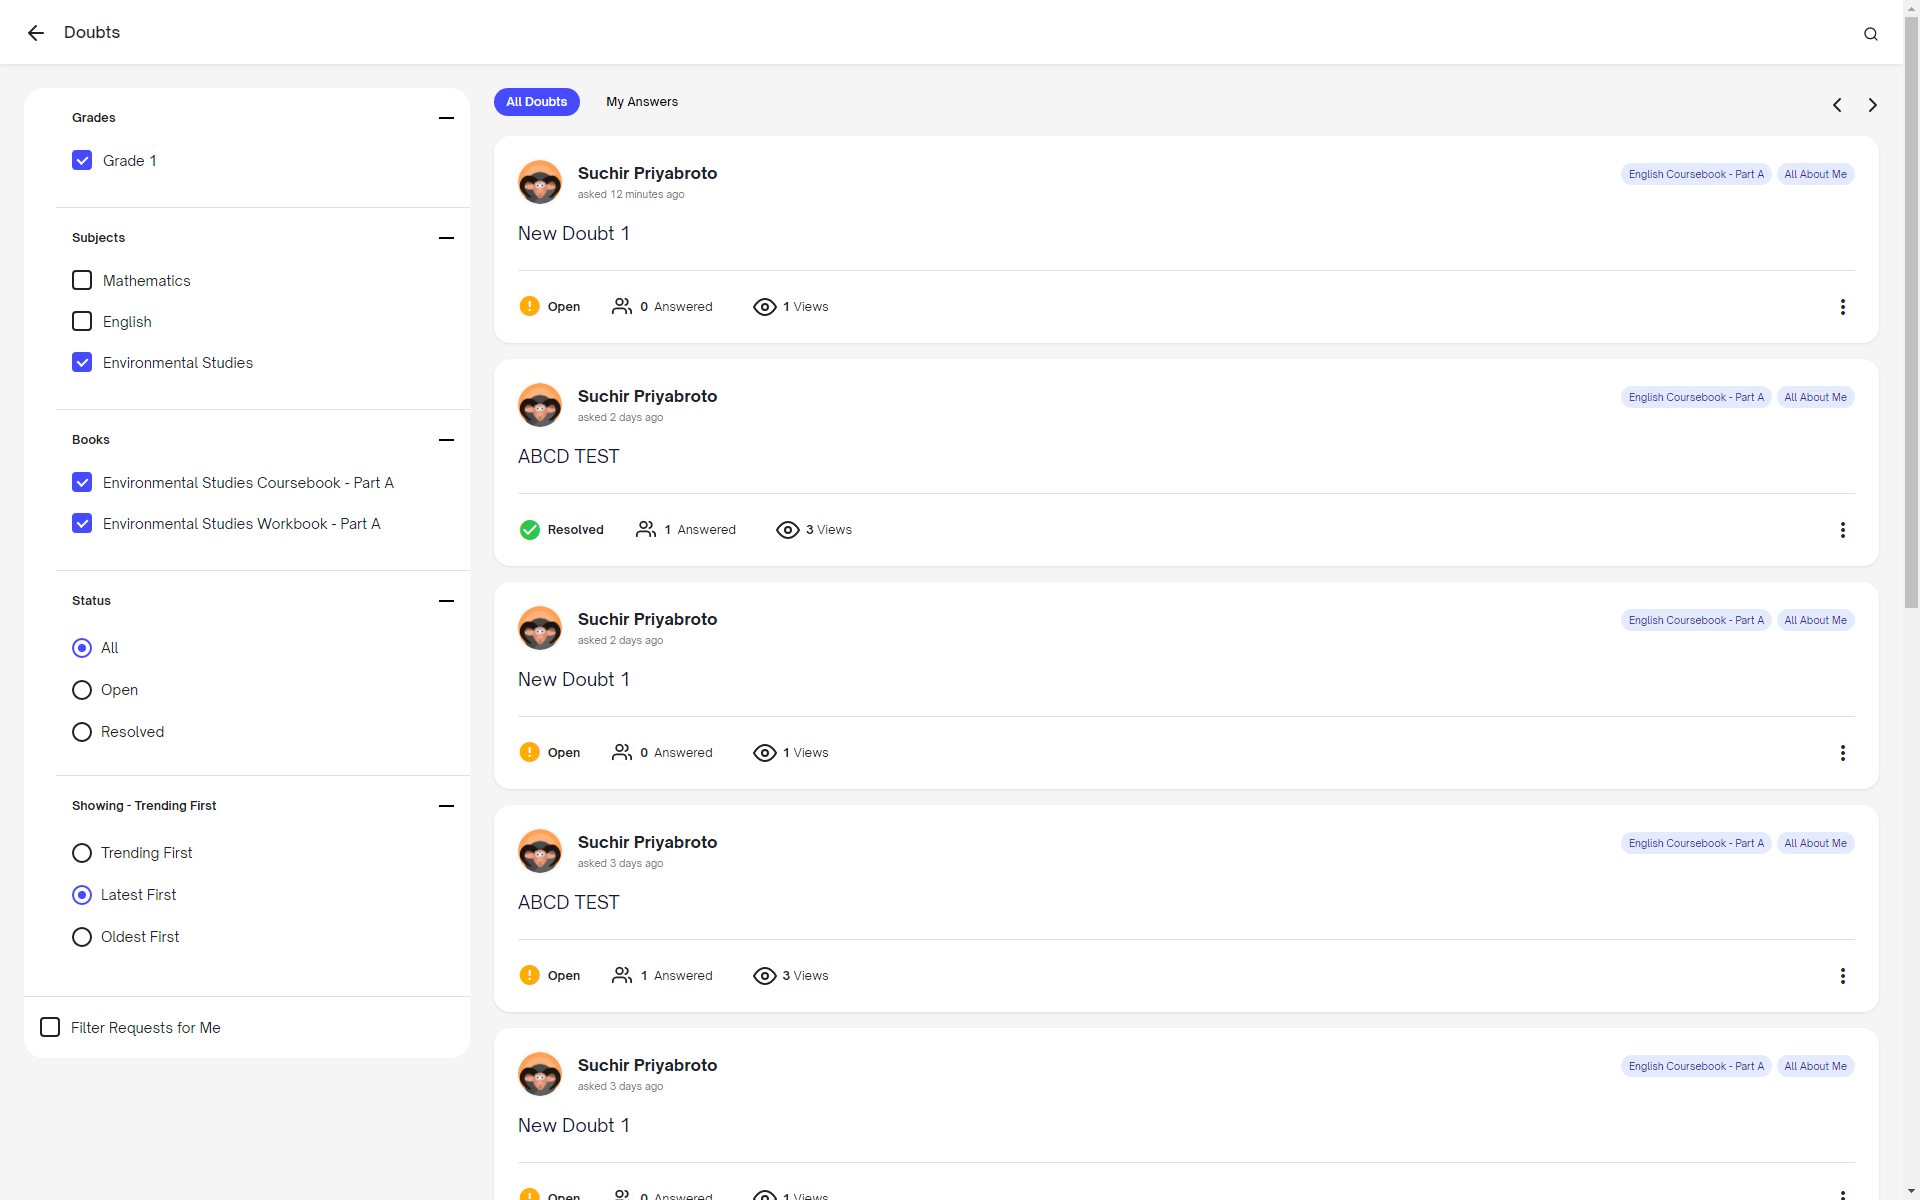 Doubts
Grades
Grade 1
Subjects
Mathematics
English
Environmental Studies
Books
Environmental Studies Coursebook - Part A
Environmental Studies Workbook - Part A
Status
All
Open
Resolved
Showing - Trending First
Trending First
Latest First
Oldest First
Filter Requests for Me
All Doubts My Answers
Suchir Priyabroto English Coursebook - Part A All About Me
asked 12 minutes ago
New Doubt 1
Open 0 Answered 1 Views
Suchir Priyabroto English Coursebook - Part A All About Me
asked 2 days ago
ABCD TEST
Resolved 1 Answered 3 Views
Suchir Priyabroto English Coursebook - Part A All About Me
asked 2 days ago
New Doubt 1
Open 0 Answered 1 Views
Suchir Priyabroto English Coursebook - Part A All About Me
asked 3 days ago
ABCD TEST
Open 1 Answered 3 Views
Suchir Priyabroto English Coursebook - Part A All About Me
asked 3 days ago
New Doubt 1
Open 0 Answered 1 Views